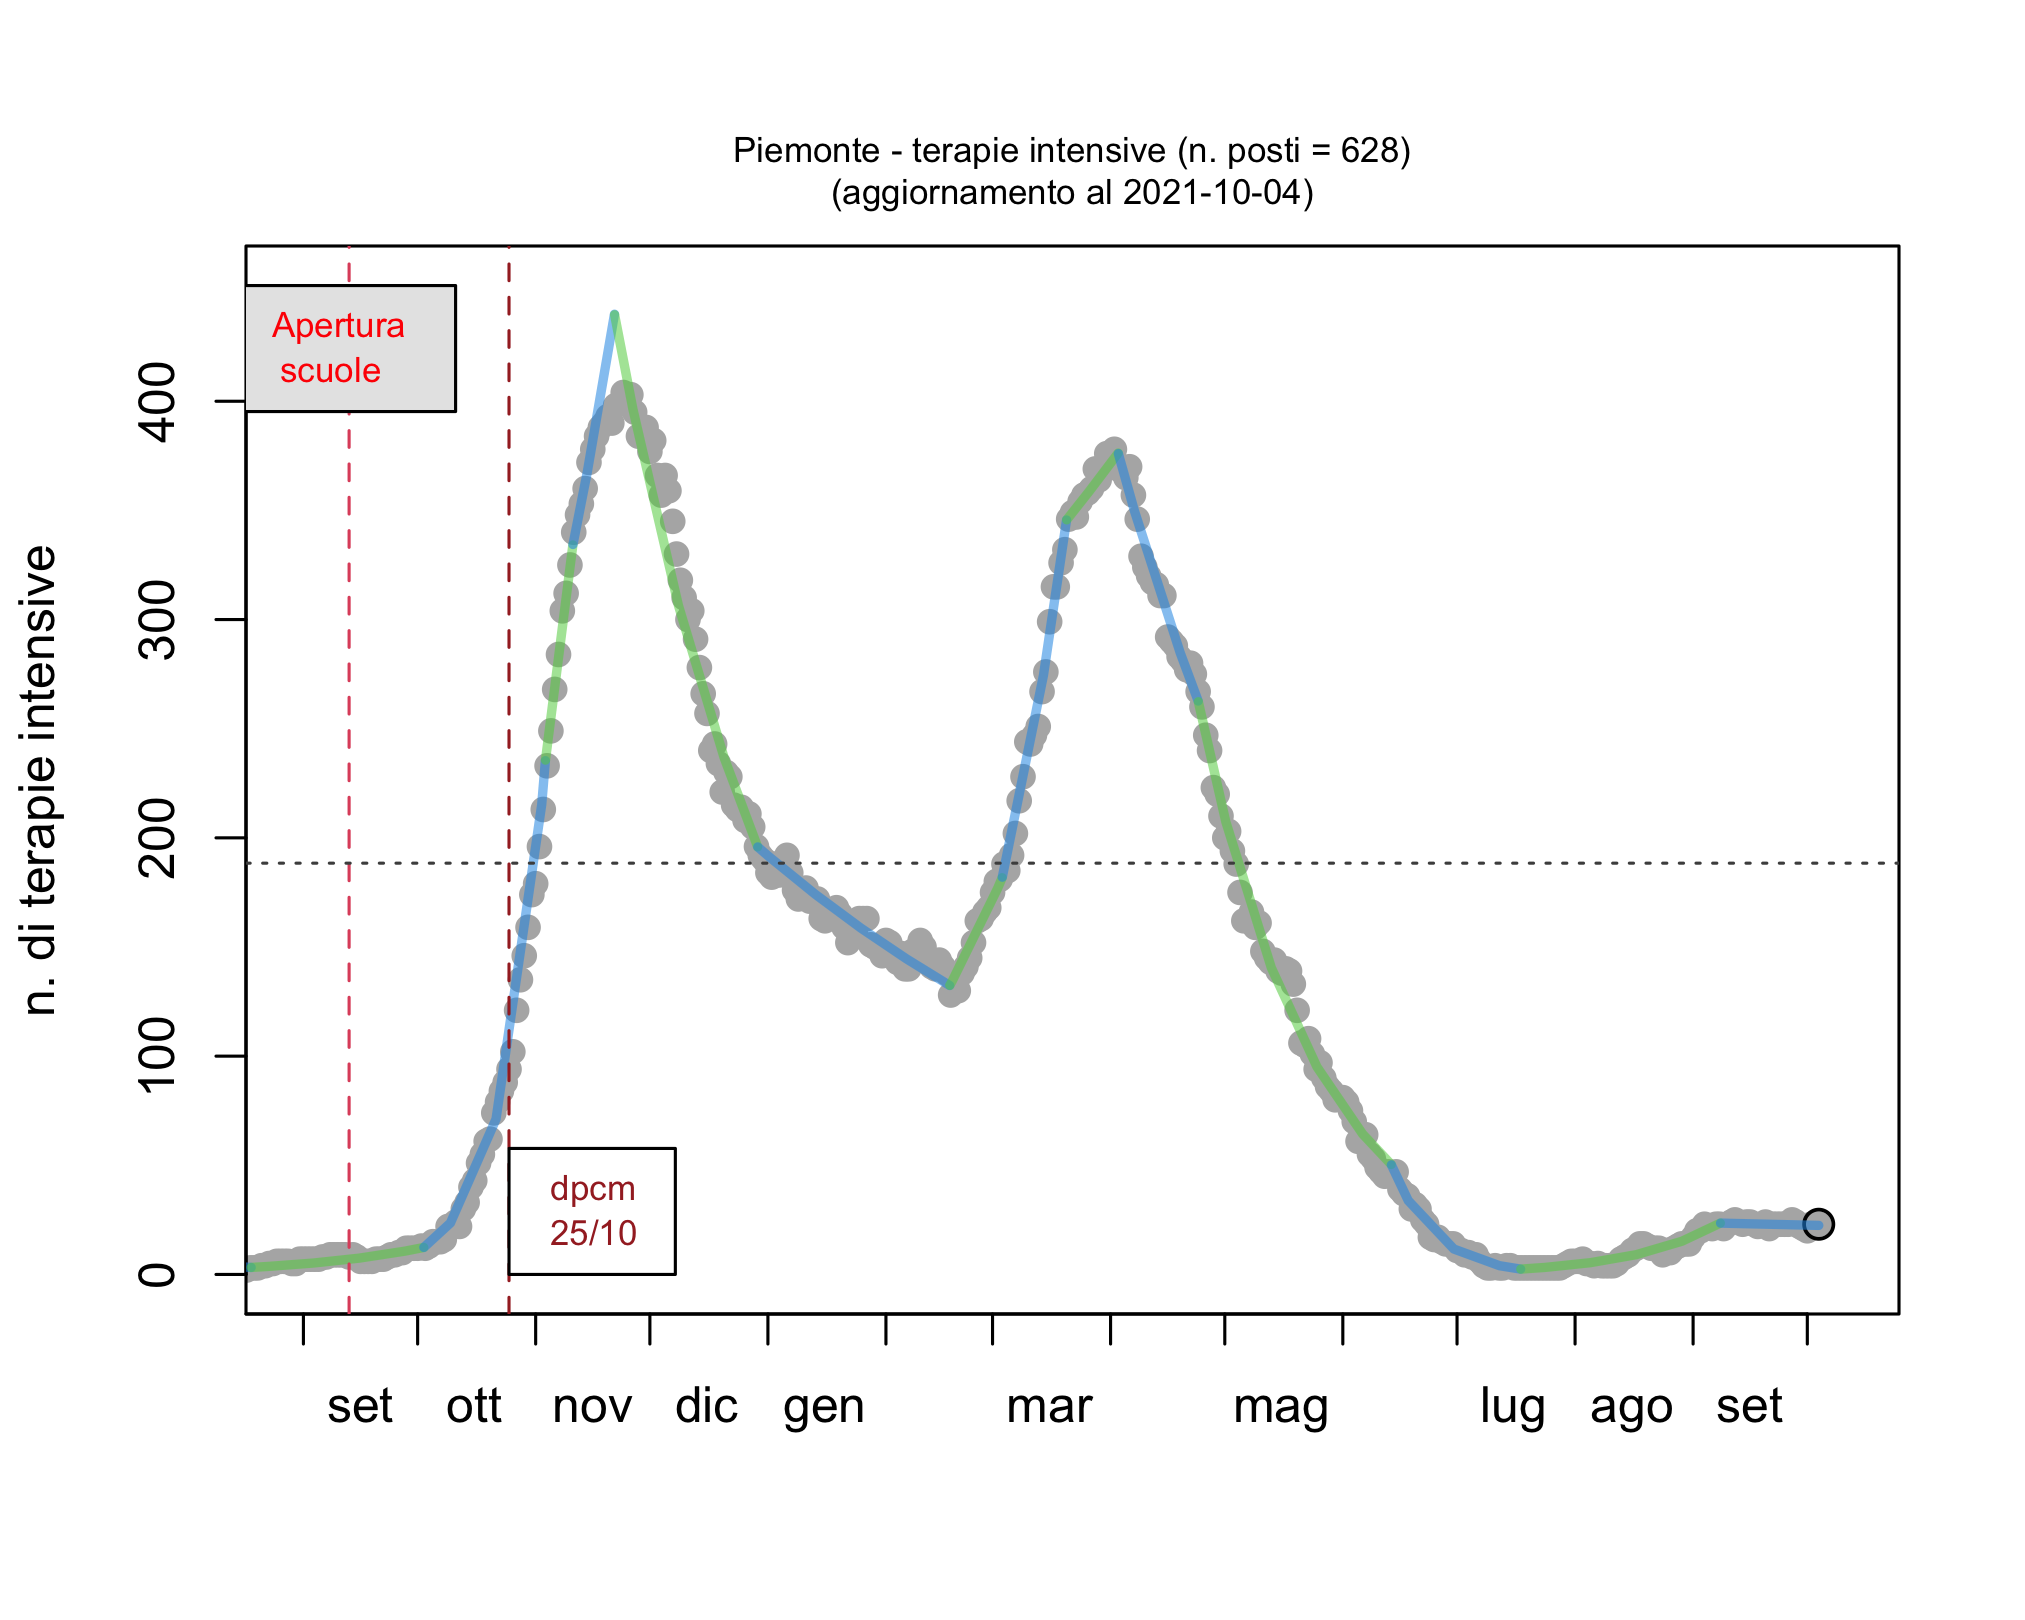 Piemonte - terapie intensive (n. posti = 628)
(aggiornamento al 2021-10-04)
n. di terapie intensive
400
300
200
100
0
Apertura
scuole
dpcm
25/10
set ott nov dic gen mar mag lug ago set